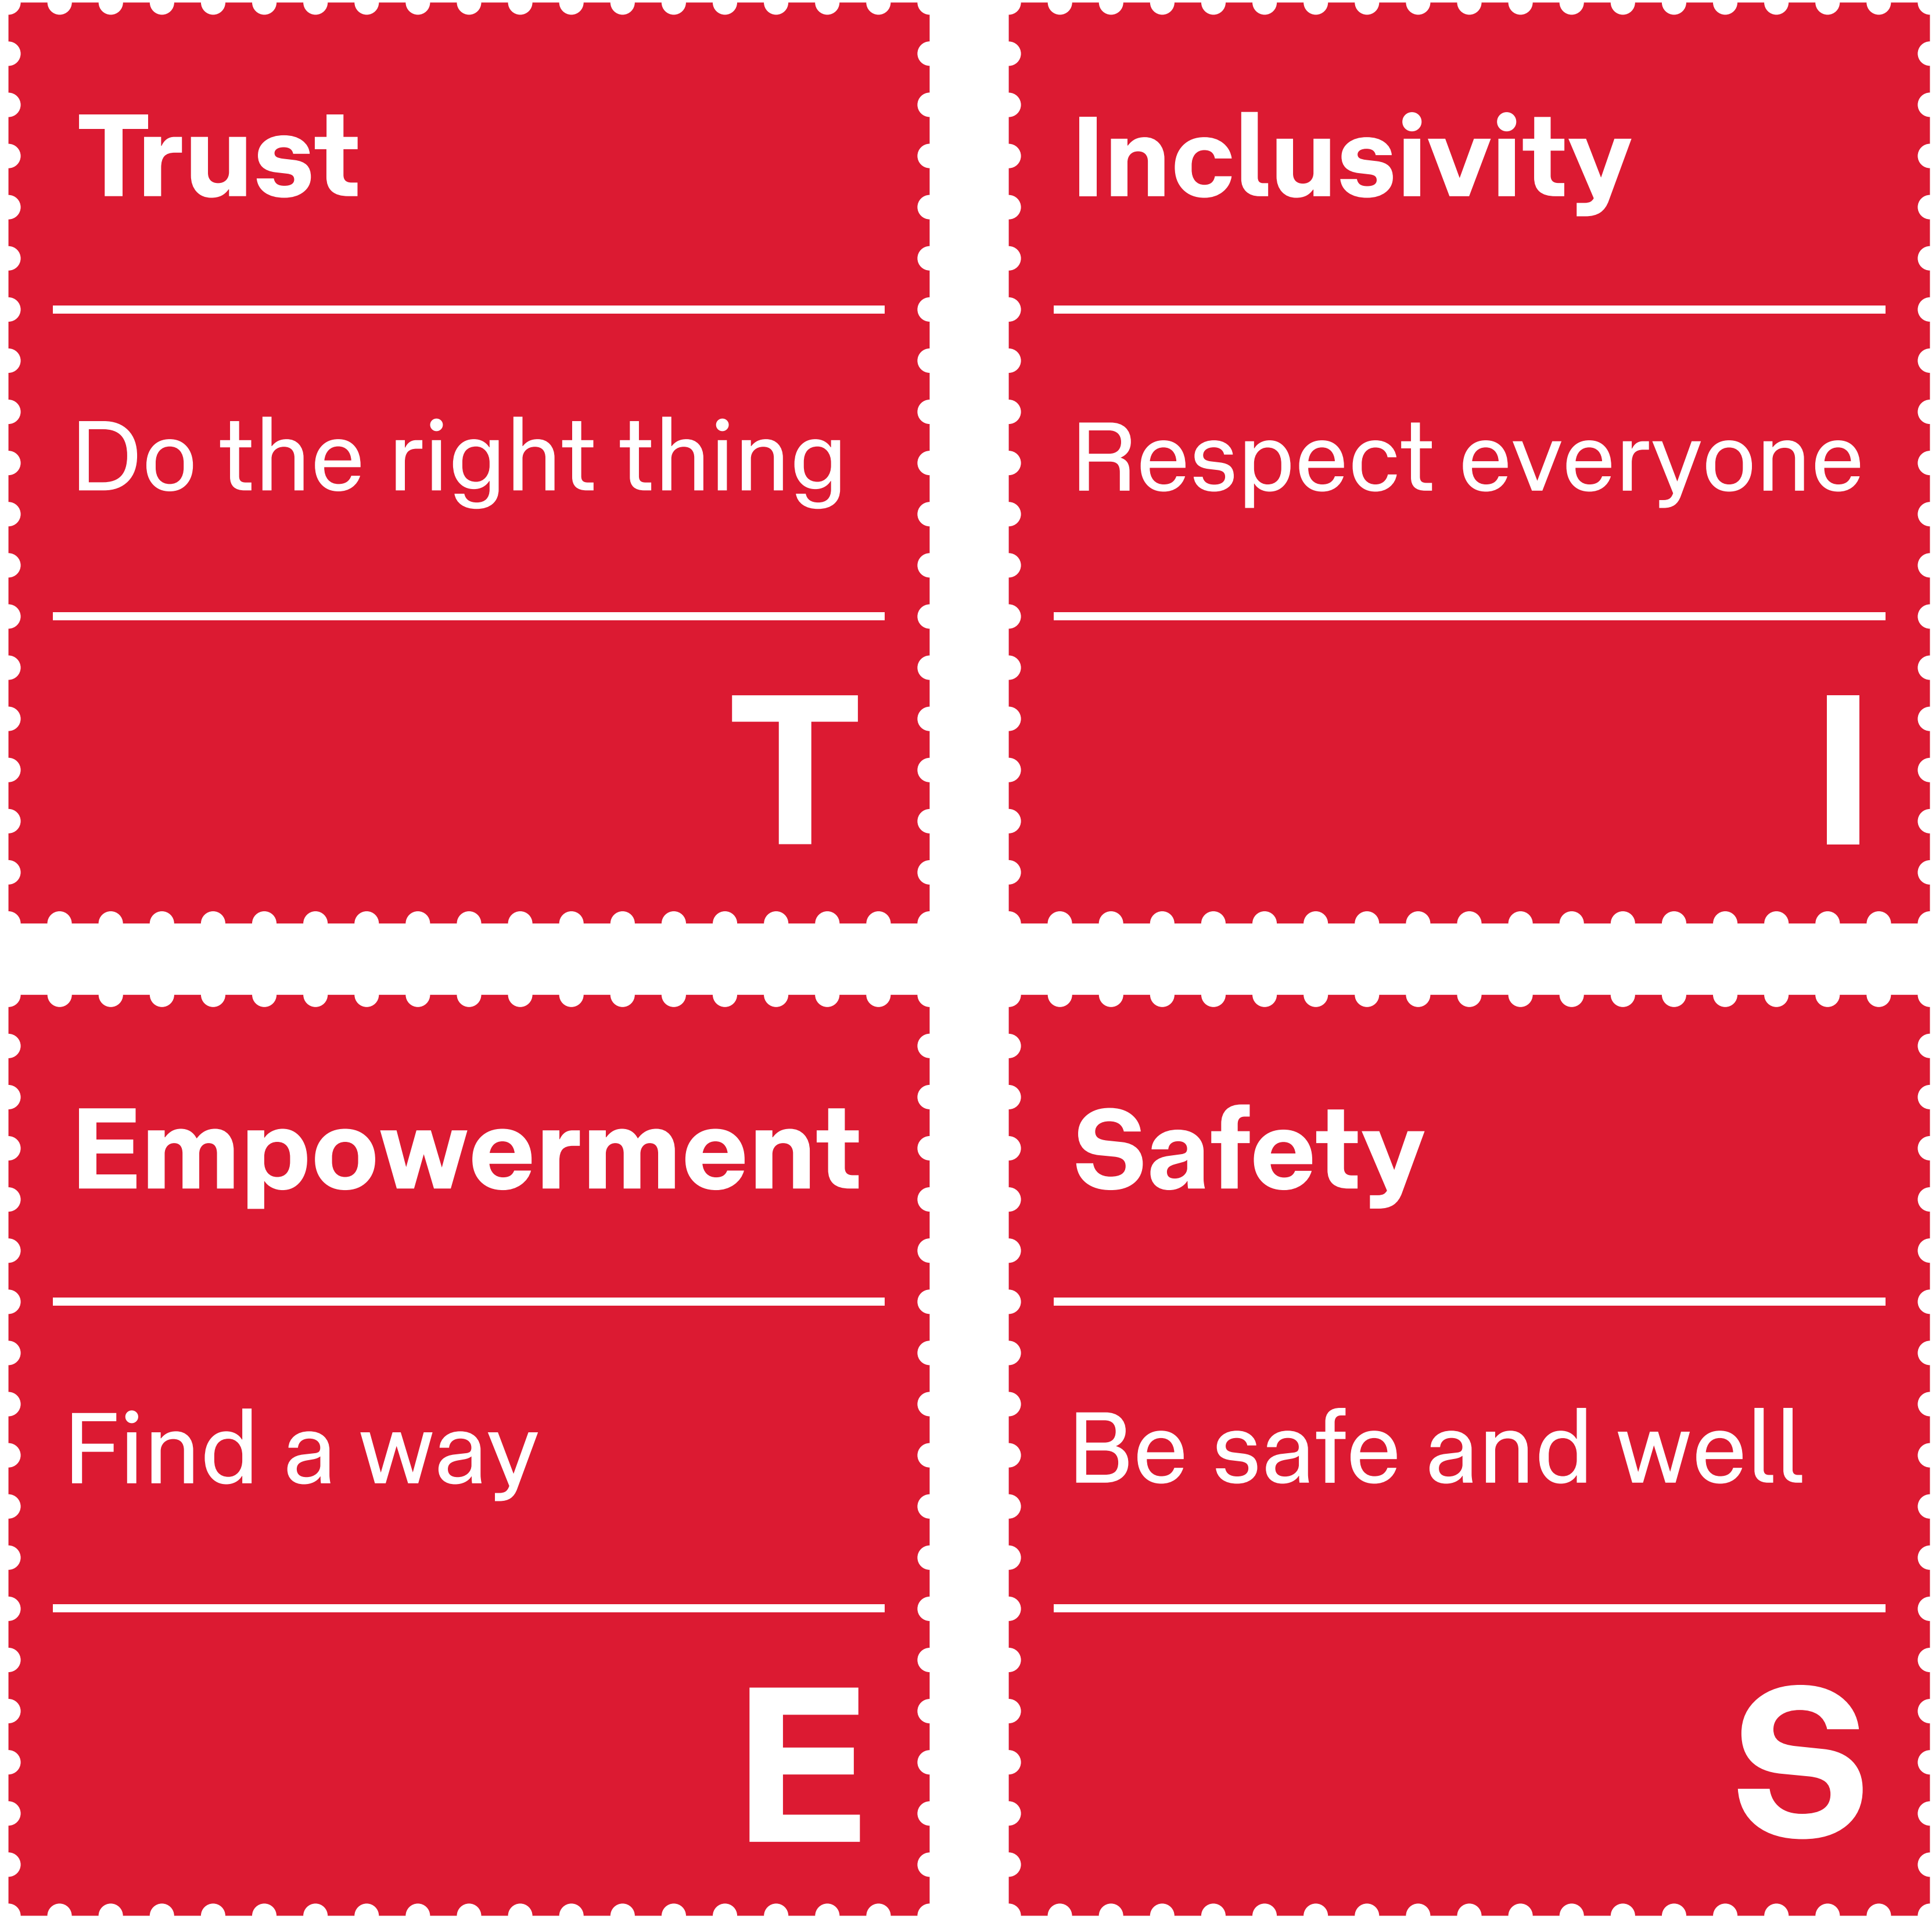 Trust
Do the right thing
T
Inclusivity
Respect everyone
I
Empowerment
Find a way
E
Safety
Be safe and well
S